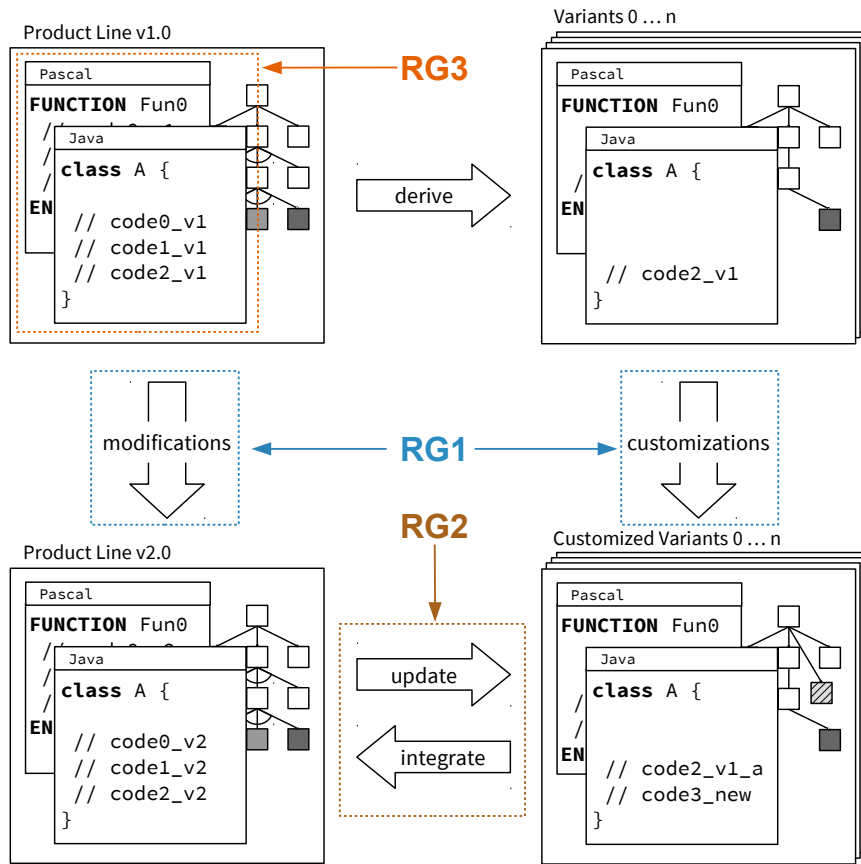 Product Line v1.0
Pascal
FUNCTION Fun0
/
/
/
EN
Java
class A {
// code0_v1
// code1_v1
// code2_v1
}
RG3
derive
Variants 0 … n
Pascal
FUNCTION Fun0
/
EN
Java
class A {
// code2_v1
}
modifications
RG1
customizations
RG2
Product Line v2.0
Pascal
FUNCTION Fun0
/
/
/
EN
Java
class A {
// code0_v2
// code1_v2
// code2_v2
}
update
integrate
Customized Variants 0 … n
Pascal
FUNCTION Fun0
/
/
EN
Java
class A {
// code2_v1_a
// code3_new
}